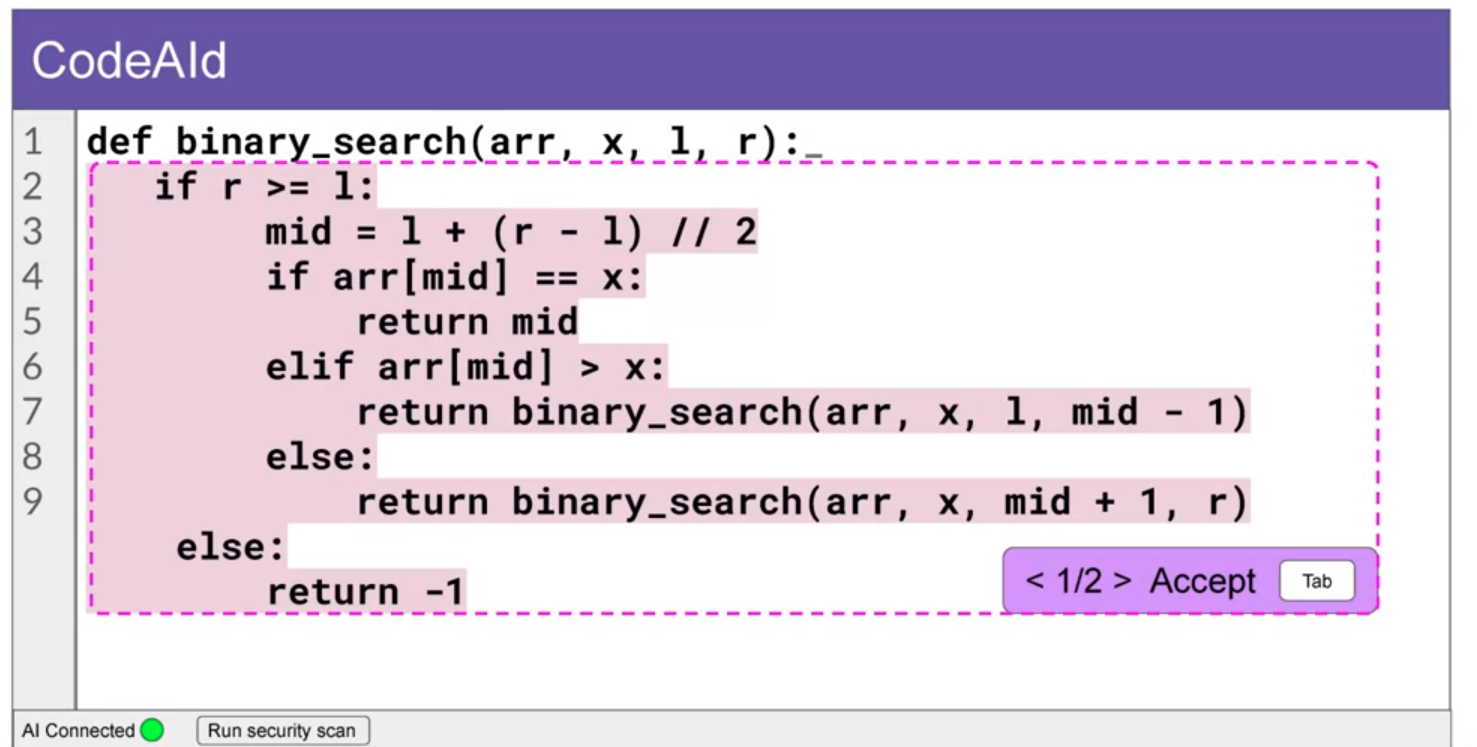 CodeAId
1 def binary_search(arr, x, l, r):_
2 if r >= l:
3 mid = l + (r - l) // 2
4 if arr[mid] == x:
5 return mid
6 elif arr[mid] > x:
7 return binary_search(arr, x, l, mid - 1)
8 else:
9 return binary_search(arr, x, mid + 1, r)
else:
return -1
< 1/2 > Accept Tab
AI Connected Run security scan